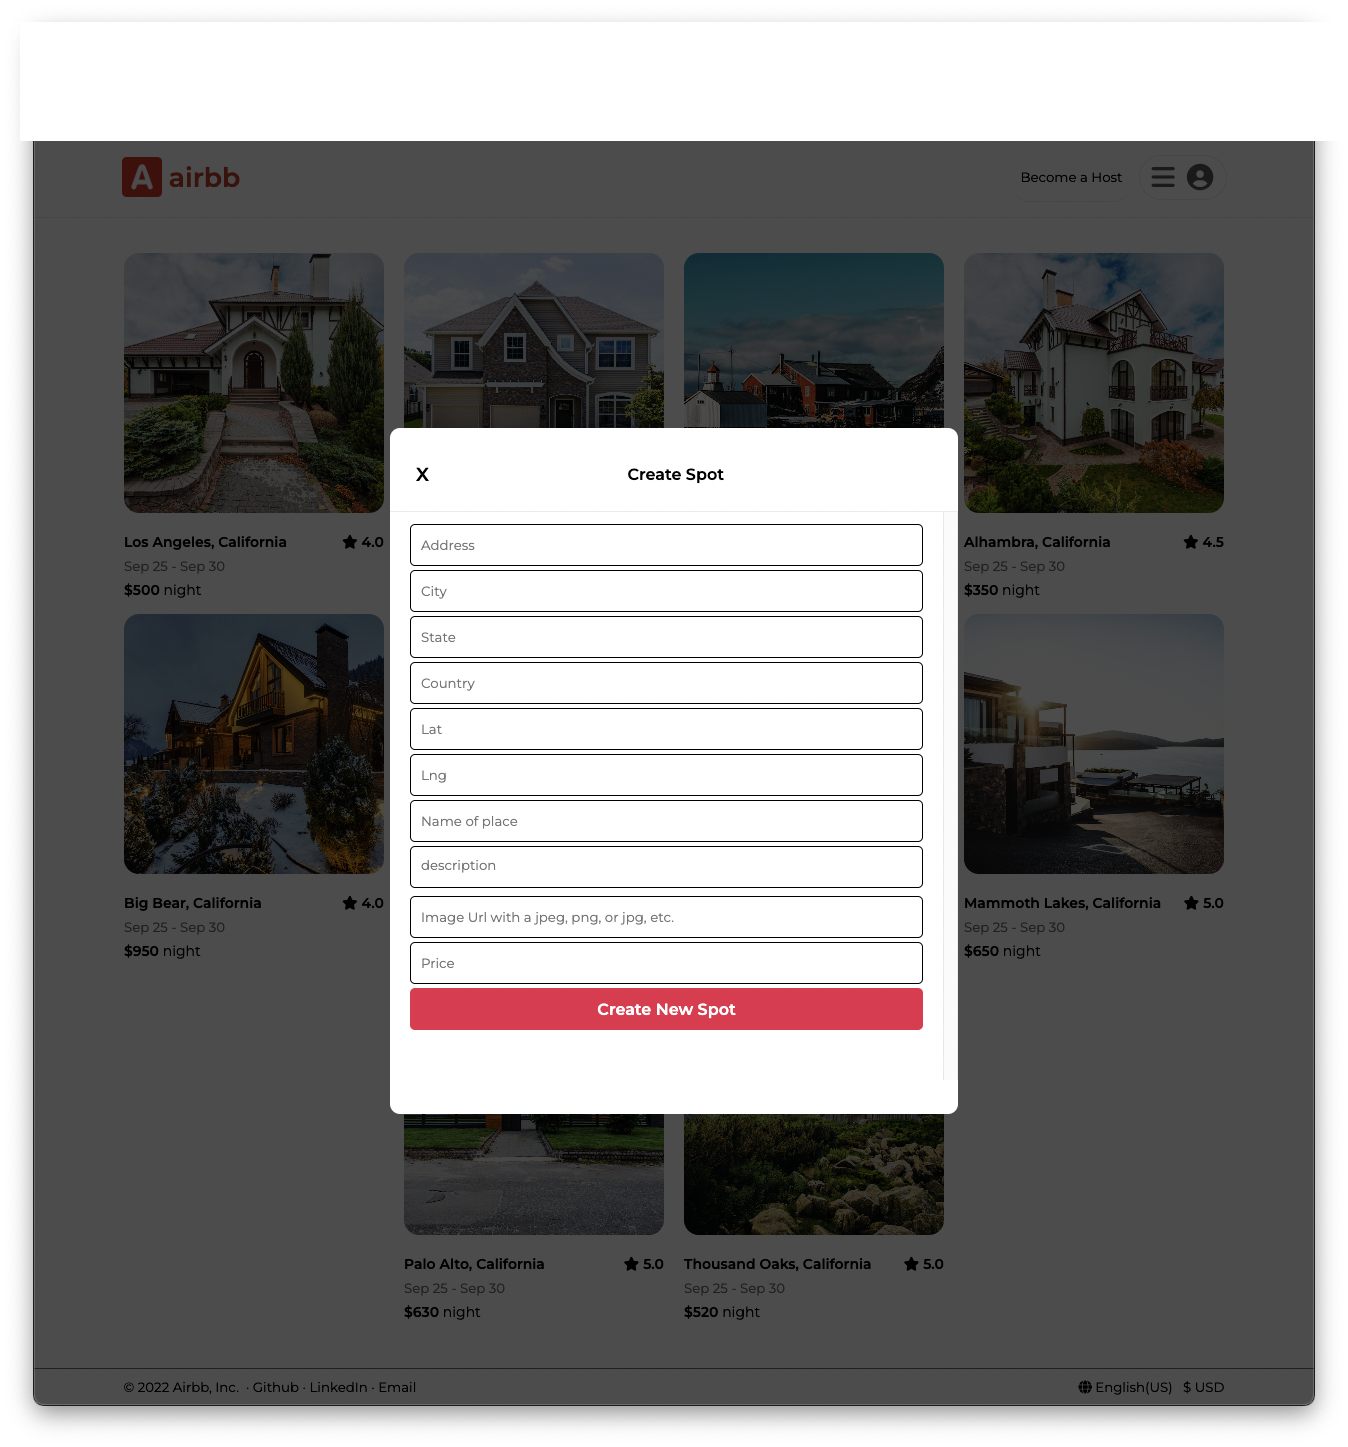 A airbb
Become a Host
X
Create Spot
Address
City
State
Country
Lat
Lng
Name of place
description
Image Url with a jpeg, png, or jpg, etc.
Price
Create New Spot
Los Angeles, California 4.0
Sep 25 - Sep 30
$500 night
Alhambra, California 4.5
Sep 25 - Sep 30
$350 night
Big Bear, California 4.0
Sep 25 - Sep 30
$950 night
Mammoth Lakes, California 5.0
Sep 25 - Sep 30
$650 night
Palo Alto, California 5.0
Sep 25 - Sep 30
$630 night
Thousand Oaks, California 5.0
Sep 25 - Sep 30
$520 night
© 2022 Airbb, Inc. · Github · LinkedIn · Email
English(US) $ USD